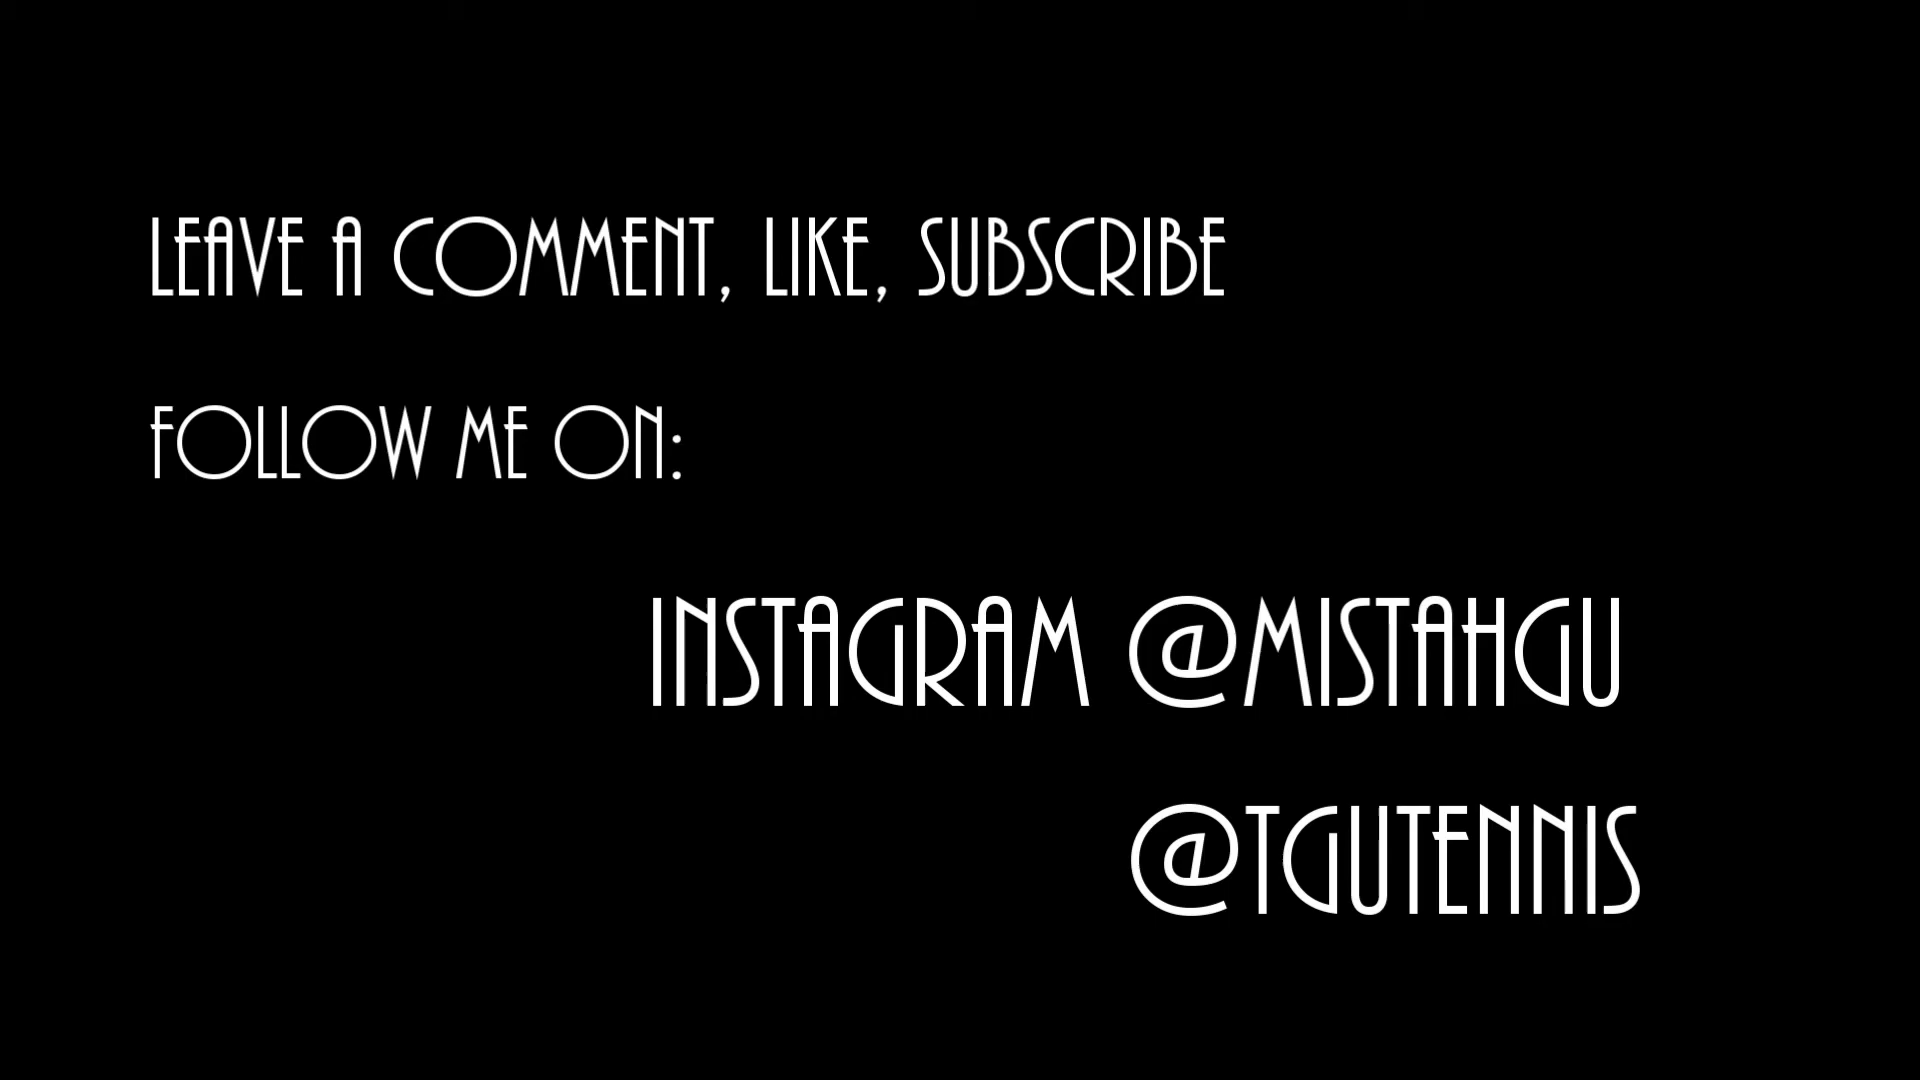 LEAVE A COMMENT, LIKE, SUBSCRIBE
FOLLOW ME ON:
INSTAGRAM @MISTAHGU
@TGUTENNIS